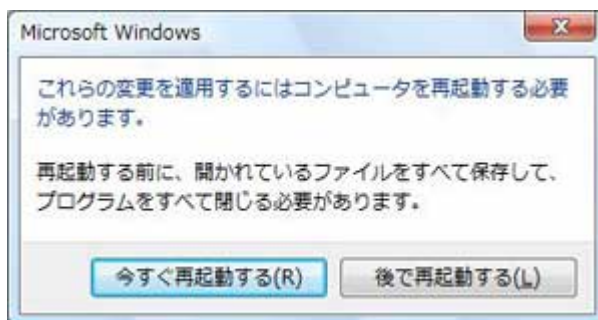 Microsoft Windows
これらの変更を適用するにはコンピュータを再起動する必要
があります。
再起動する前に、開かれているファイルをすべて保存して、
プログラムをすべて閉じる必要があります。
今すぐ再起動する(R)
後で再起動する(L)